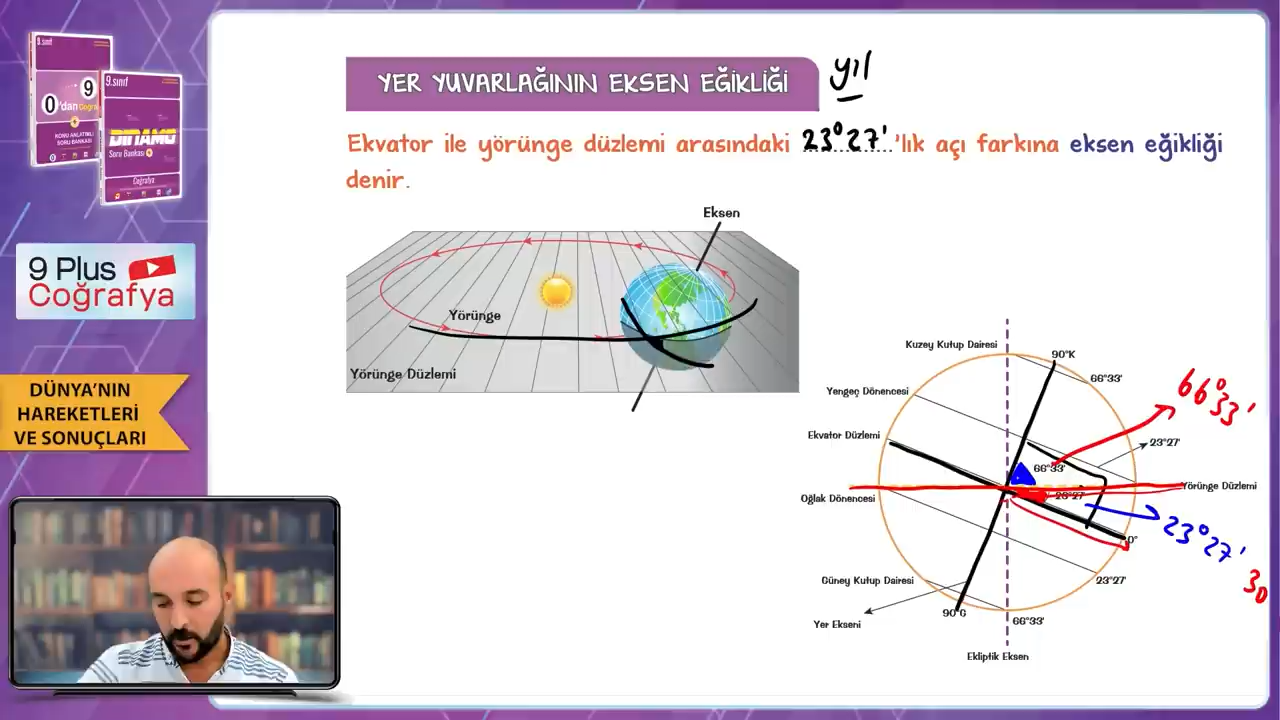 9.sınıf
0'dan 9
Coğrafya
KONU ANLATIMLI
SORU BANKASI
9.sınıf
DINAMO
Soru Bankası
Coğrafya
9 Plus
Coğrafya
DÜNYA'NIN
HAREKETLERİ
VE SONUÇLARI
YER YUVARLAĞININ EKSEN EĞİKLİĞİ
yıl
Ekvator ile yörünge düzlemi arasındaki 23°27''lık açı farkına eksen eğikliği
denir.
Eksen
Yörünge
Yörünge Düzlemi
Kuzey Kutup Dairesi
90°K
66°33'
Yengeç Dönencesi
66°33'
Ekvator Düzlemi
23°27'
66°33'
Oğlak Dönencesi
23°27'
Yörünge Düzlemi
23°27'
0°
30
Güney Kutup Dairesi
23°27'
90°G
66°33'
Yer Ekseni
Ekliptik Eksen